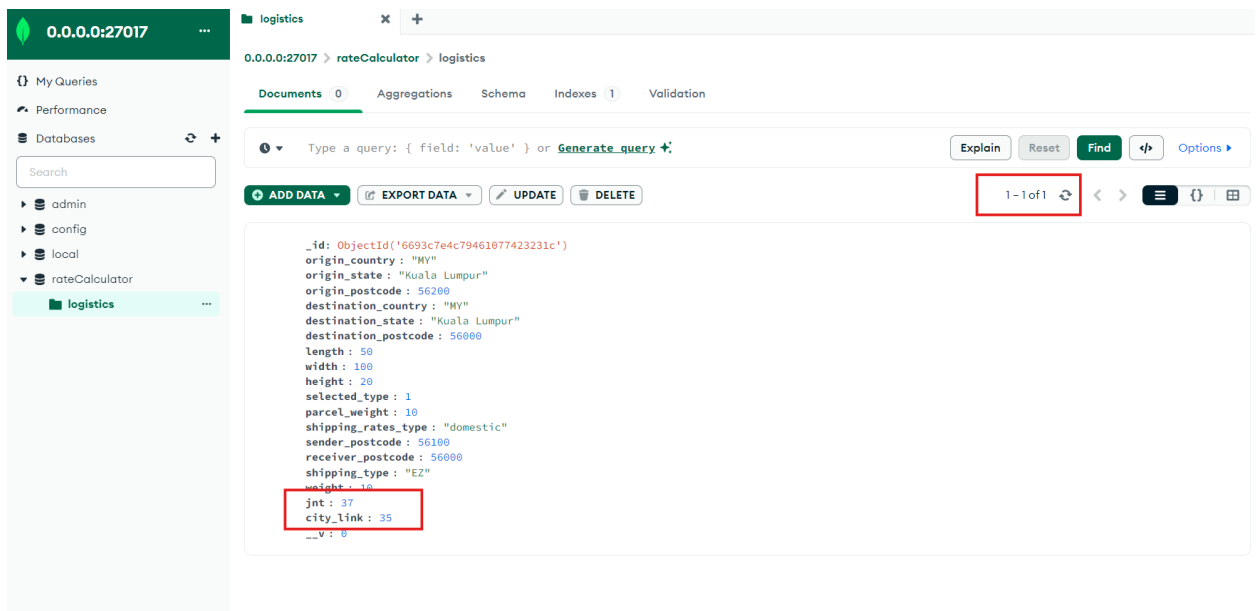 0.0.0.0:27017 ...
{} My Queries
Performance
Databases
Search
admin
config
local
rateCalculator
logistics ...
logistics
0.0.0.0:27017 > rateCalculator > logistics
Documents 0 Aggregations Schema Indexes 1 Validation
Type a query: { field: 'value' } or Generate query
Explain Reset Find </> Options
ADD DATA EXPORT DATA UPDATE DELETE 1 – 1 of 1 {}
_id: ObjectId('6693c7e4c79461077423231c')
origin_country : "MY"
origin_state : "Kuala Lumpur"
origin_postcode : 56200
destination_country : "MY"
destination_state : "Kuala Lumpur"
destination_postcode : 56000
length : 50
width : 100
height : 20
selected_type : 1
parcel_weight : 10
shipping_rates_type : "domestic"
sender_postcode : 56100
receiver_postcode : 56000
shipping_type : "EZ"
weight : 10
jnt : 37
city_link : 35
__v : 0